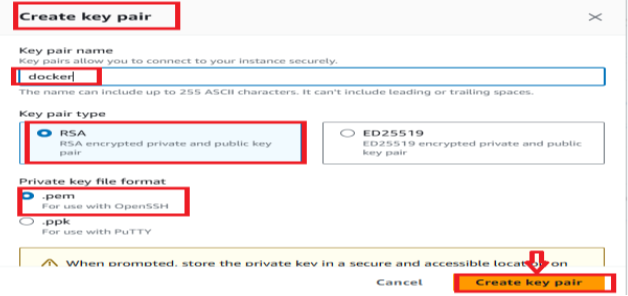 Create key pair
Key pair name
Key pairs allow you to connect to your instance securely.
docker
The name can include up to 255 ASCII characters. It can't include leading or trailing spaces.
Key pair type
RSA
RSA encrypted private and public key
pair
ED25519
ED25519 encrypted private and public
key pair
Private key file format
.pem
For use with OpenSSH
.ppk
For use with PuTTY
When prompted, store the private key in a secure and accessible location on
Cancel
Create key pair